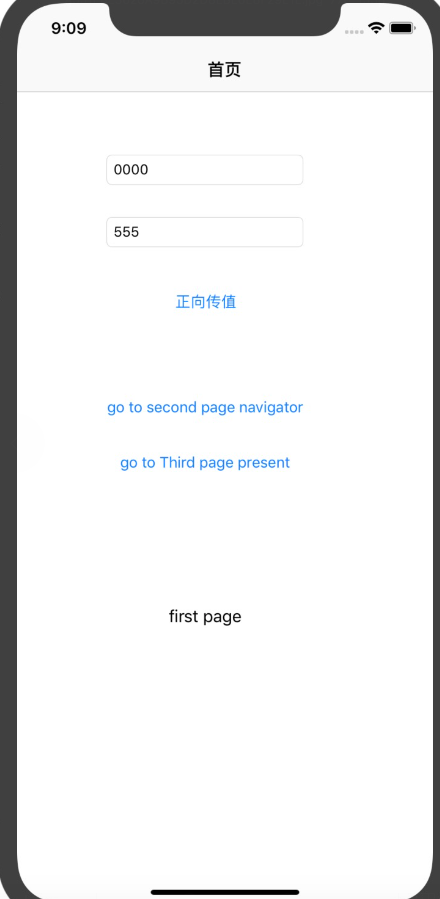 9:09
首页
0000
555
正向传值
go to second page navigator
go to Third page present
first page